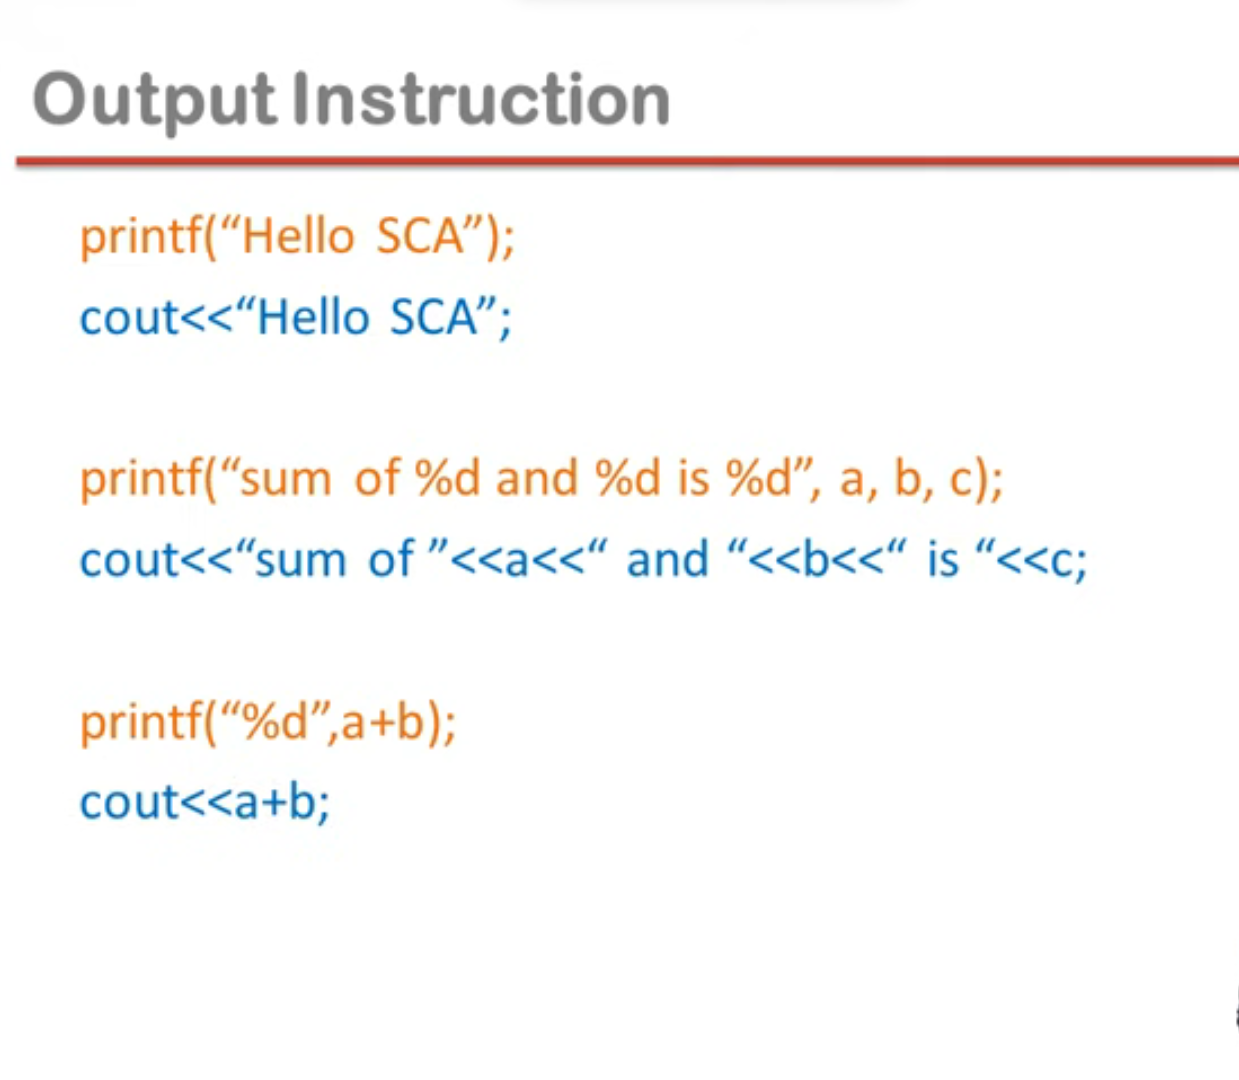 Output Instruction
printf(“Hello SCA”);
cout<<“Hello SCA”;
printf(“sum of %d and %d is %d”, a, b, c);
cout<<“sum of ”<<a<<“ and “<<b<<“ is “<<c;
printf(“%d”,a+b);
cout<<a+b;